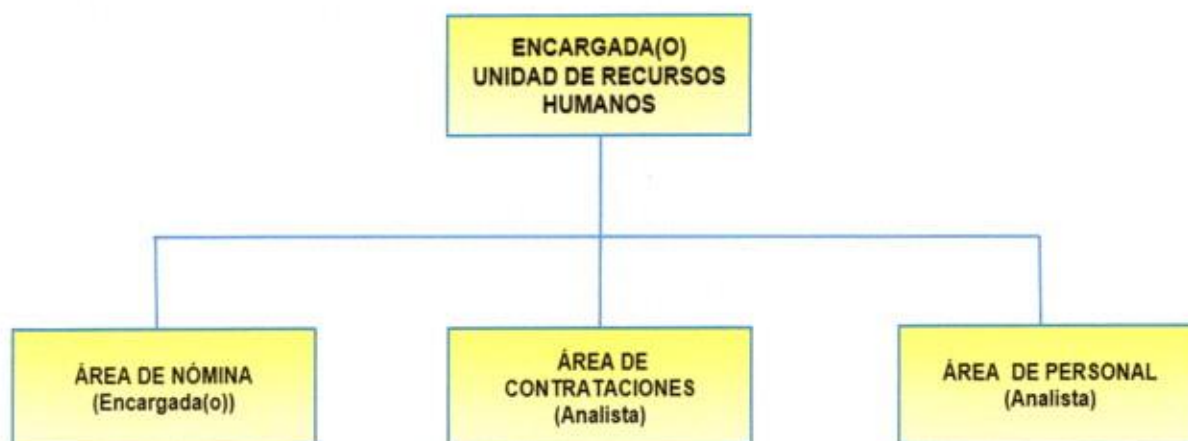 ENCARGADA(O)
UNIDAD DE RECURSOS
HUMANOS
ÁREA DE NÓMINA
(Encargada(o))
ÁREA DE
CONTRATACIONES
(Analista)
ÁREA DE PERSONAL
(Analista)